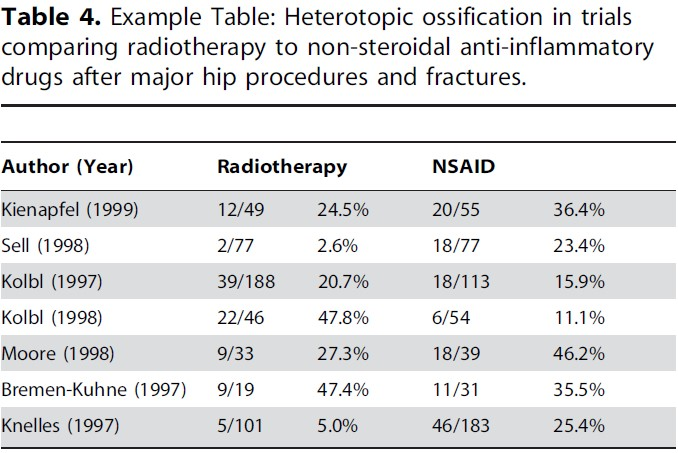 Table 4. Example Table: Heterotopic ossification in trials
comparing radiotherapy to non-steroidal anti-inflammatory
drugs after major hip procedures and fractures.
Author (Year) Radiotherapy NSAID
Kienapfel (1999) 12/49 24.5% 20/55 36.4%
Sell (1998) 2/77 2.6% 18/77 23.4%
Kolbl (1997) 39/188 20.7% 18/113 15.9%
Kolbl (1998) 22/46 47.8% 6/54 11.1%
Moore (1998) 9/33 27.3% 18/39 46.2%
Bremen-Kuhne (1997) 9/19 47.4% 11/31 35.5%
Knelles (1997) 5/101 5.0% 46/183 25.4%